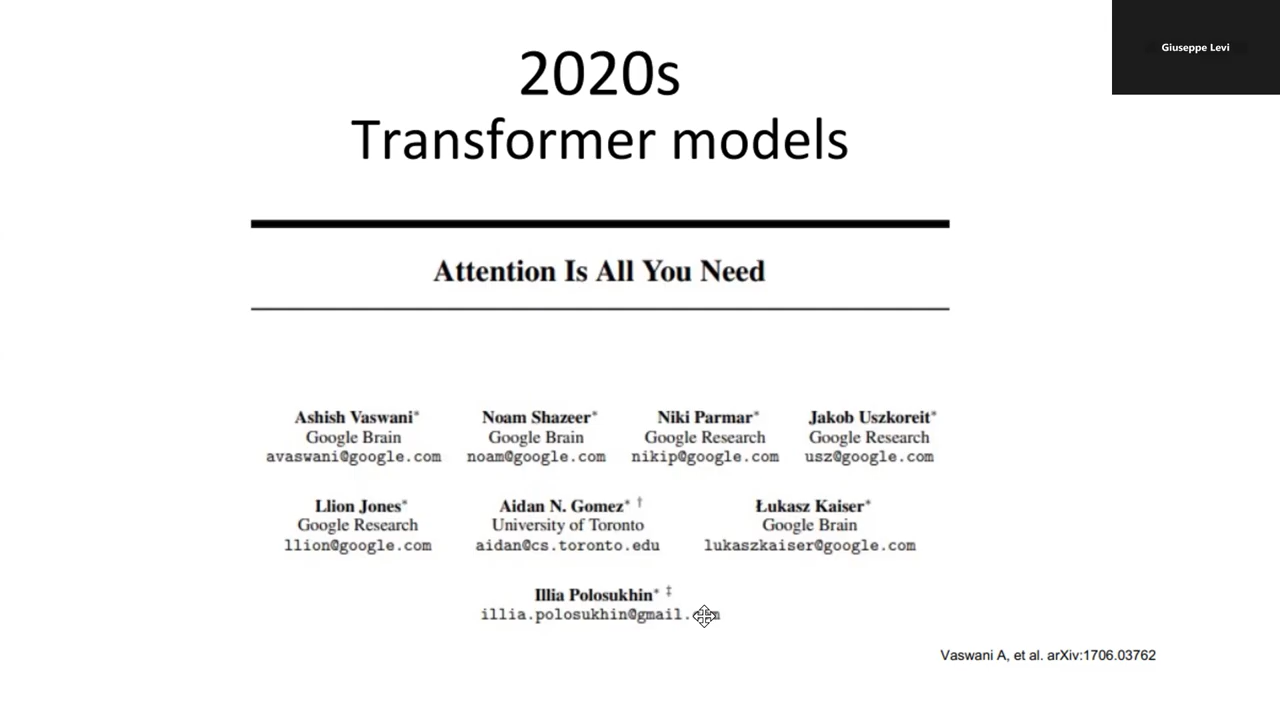 2020s
Transformer models
Giuseppe Levi
Attention Is All You Need
Ashish Vaswani* Noam Shazeer* Niki Parmar* Jakob Uszkoreit*
Google Brain Google Brain Google Research Google Research
avaswani@google.com noam@google.com nikip@google.com usz@google.com
Llion Jones* Aidan N. Gomez* † Łukasz Kaiser*
Google Research University of Toronto Google Brain
llion@google.com aidan@cs.toronto.edu lukaszkaiser@google.com
Illia Polosukhin* ‡
illia.polosukhin@gmail.
Vaswani A, et al. arXiv:1706.03762